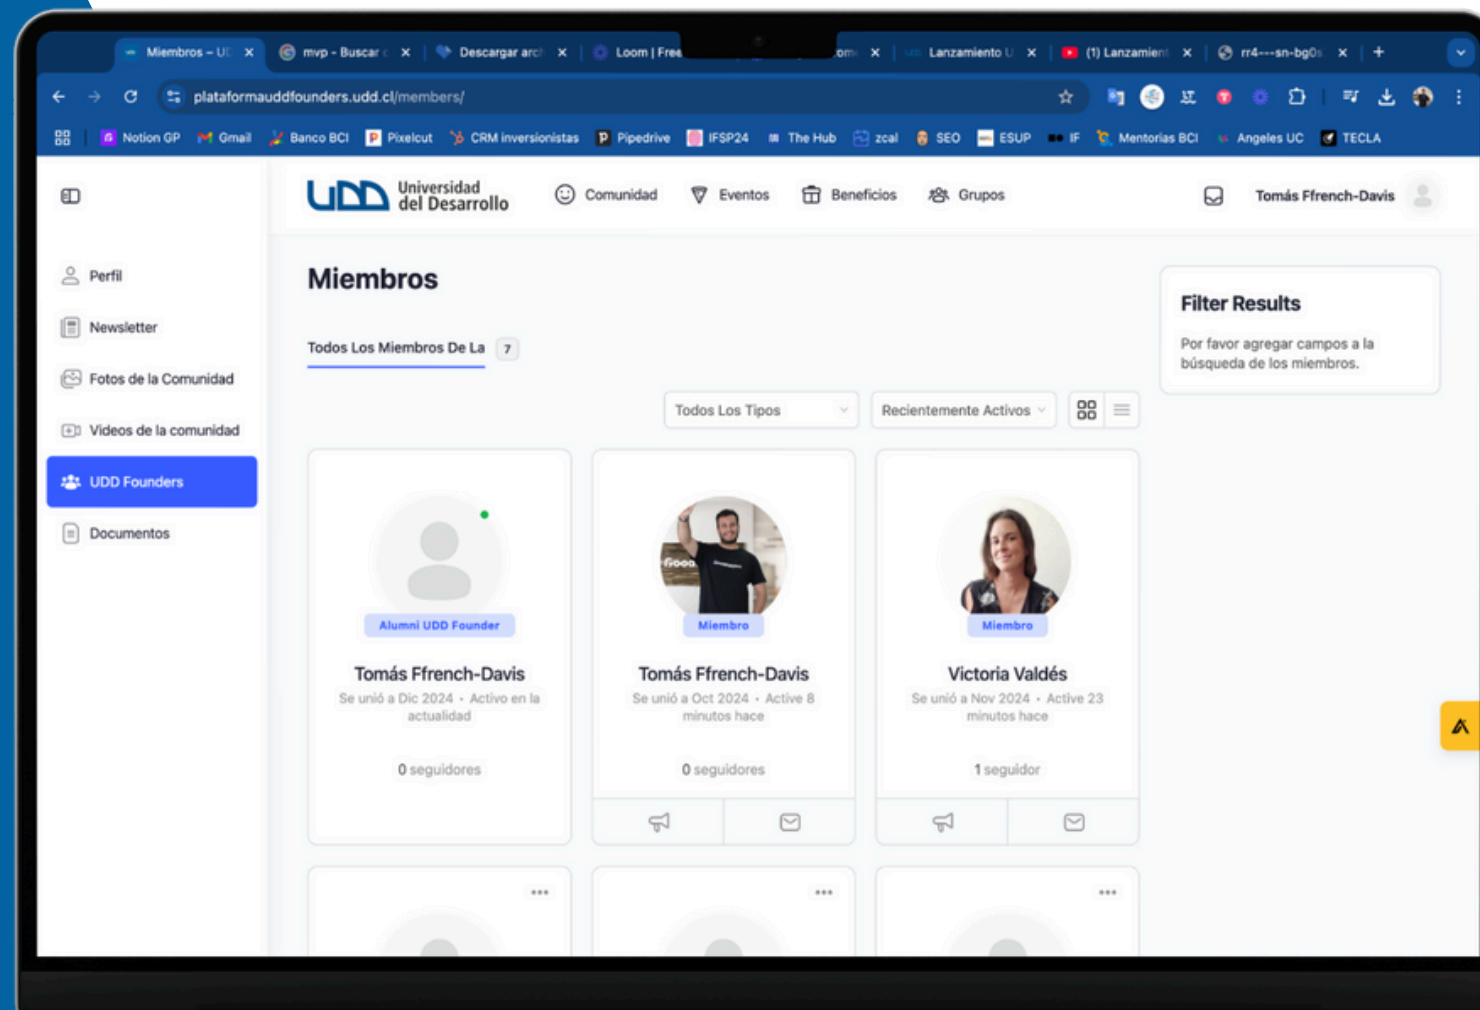 Miembros – U
mvp - Buscar
Descargar arc
Loom | Free
Lanzamiento U
(1) Lanzamien
rr4---sn-bg0s
plataformauddfounders.udd.cl/members/
Notion GP
Gmail
Banco BCI
Pixelcut
CRM inversionistas
Pipedrive
IFSP24
The Hub
zcal
SEO
ESUP
IF
Mentorias BCI
Angeles UC
TECLA
UDD Universidad
del Desarrollo
Comunidad
Eventos
Beneficios
Grupos
Tomás Ffrench-Davis
Perfil
Newsletter
Fotos de la Comunidad
Videos de la comunidad
UDD Founders
Documentos
Miembros
Todos Los Miembros De La 7
Todos Los Tipos
Recientemente Activos
Filter Results
Por favor agregar campos a la
búsqueda de los miembros.
Alumni UDD Founder
Tomás Ffrench-Davis
Se unió a Dic 2024 • Activo en la
actualidad
0 seguidores
Gooa
Miembro
Tomás Ffrench-Davis
Se unió a Oct 2024 • Active 8
minutos hace
0 seguidores
Miembro
Victoria Valdés
Se unió a Nov 2024 • Active 23
minutos hace
1 seguidor